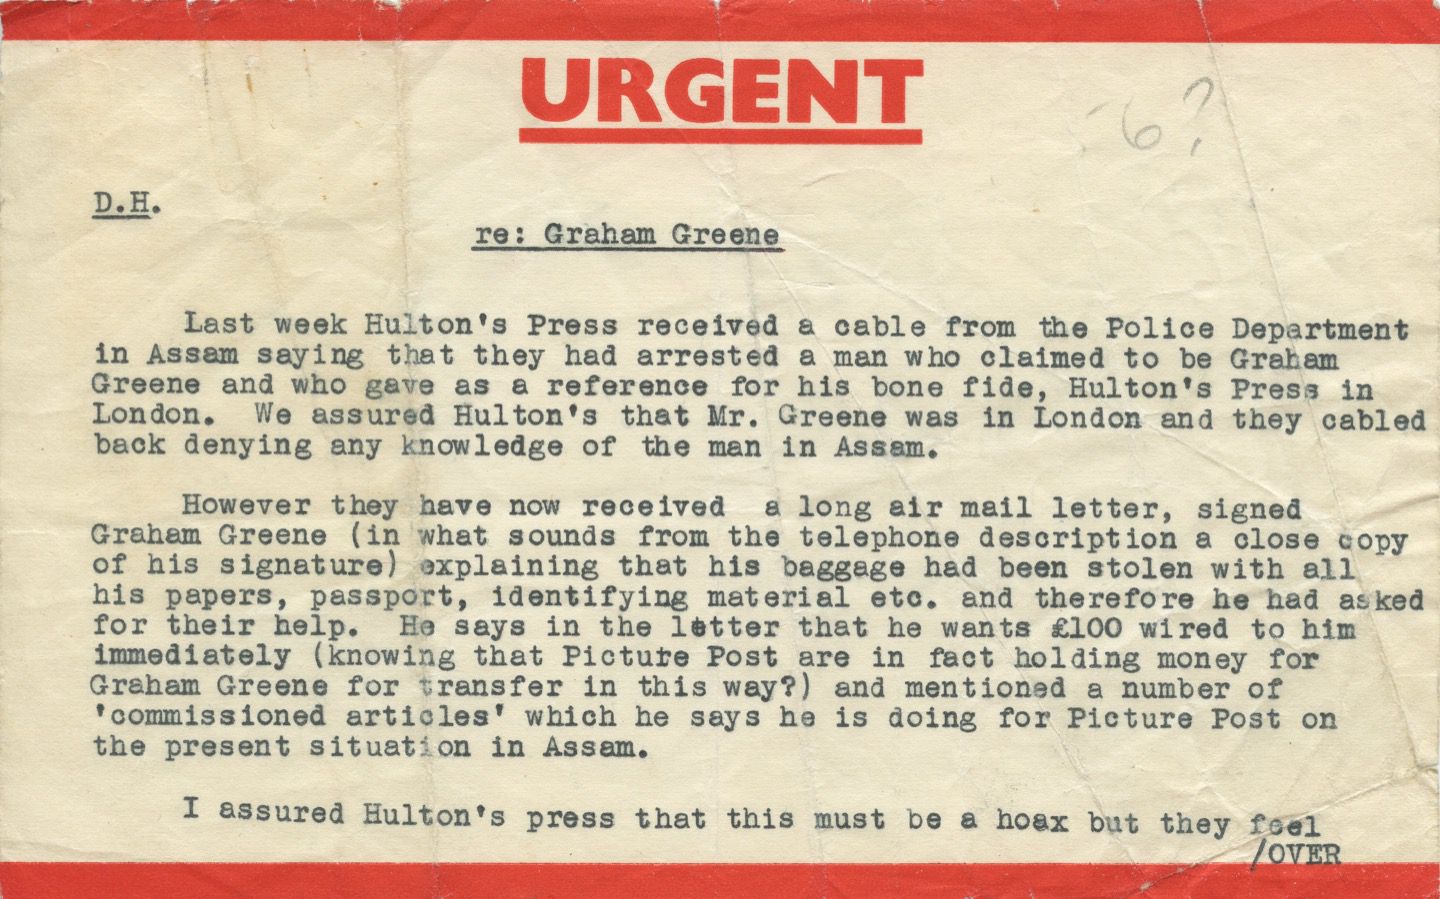 URGENT
6?
D.H.
re: Graham Greene
Last week Hulton's Press received a cable from the Police Department
in Assam saying that they had arrested a man who claimed to be Graham
Greene and who gave as a reference for his bone fide, Hulton's Press in
London. We assured Hulton's that Mr. Greene was in London and they cabled
back denying any knowledge of the man in Assam.
However they have now received a long air mail letter, signed
Graham Greene (in what sounds from the telephone description a close copy
of his signature) explaining that his baggage had been stolen with all
his papers, passport, identifying material etc. and therefore he had asked
for their help. He says in the letter that he wants £100 wired to him
immediately (knowing that Picture Post are in fact holding money for
Graham Greene for transfer in this way?) and mentioned a number of
'commissioned articles' which he says he is doing for Picture Post on
the present situation in Assam.
I assured Hulton's press that this must be a hoax but they feel
/OVER